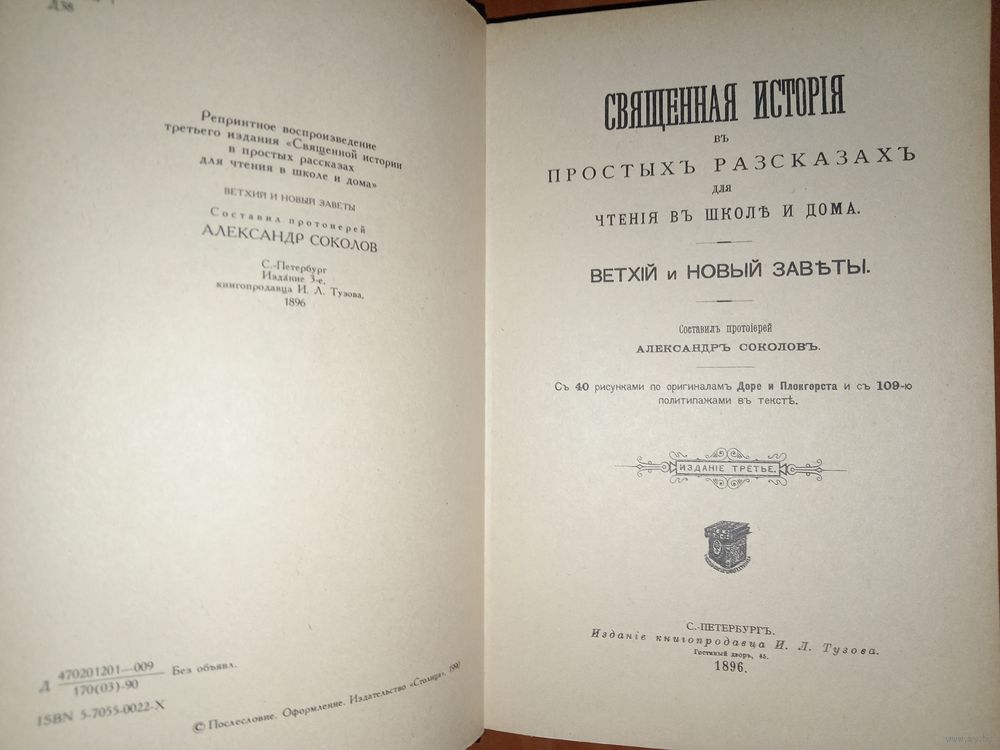 Д38
Репринтное воспроизведение
третьего издания «Священной истории
в простых рассказах
для чтения в школе и дома»
ВЕТХИЙ И НОВЫЙ ЗАВЕТЫ
Составил протоиерей
АЛЕКСАНДР СОКОЛОВ
С.-Петербург
Издание 3-е,
книгопродавца И. Л. Тузова,
1896
Д 470201201—009
170(03)-90
Без объявл.
ISBN 5-7055-0022-X
© Послесловие. Оформление. Издательство «Столица», 1990
СВЯЩЕННАЯ ИСТОРІЯ
ВЪ
ПРОСТЫХЪ РАЗСКАЗАХЪ
ДЛЯ
ЧТЕНІЯ ВЪ ШКОЛѢ И ДОМА.
ВЕТХІЙ и НОВЫЙ ЗАВѢТЫ.
Составилъ протоіерей
АЛЕКСАНДРЪ СОКОЛОВЪ.
Съ 40 рисунками по оригиналамъ Доре и Плокгорста и съ 109-ю
политипажами въ текстѣ.
ИЗДАНІЕ ТРЕТЬЕ.
С.-ПЕТЕРБУРГЪ.
Изданіе книгопродавца И. Л. Тузова.
Гостиный дворъ, 45.
1896.